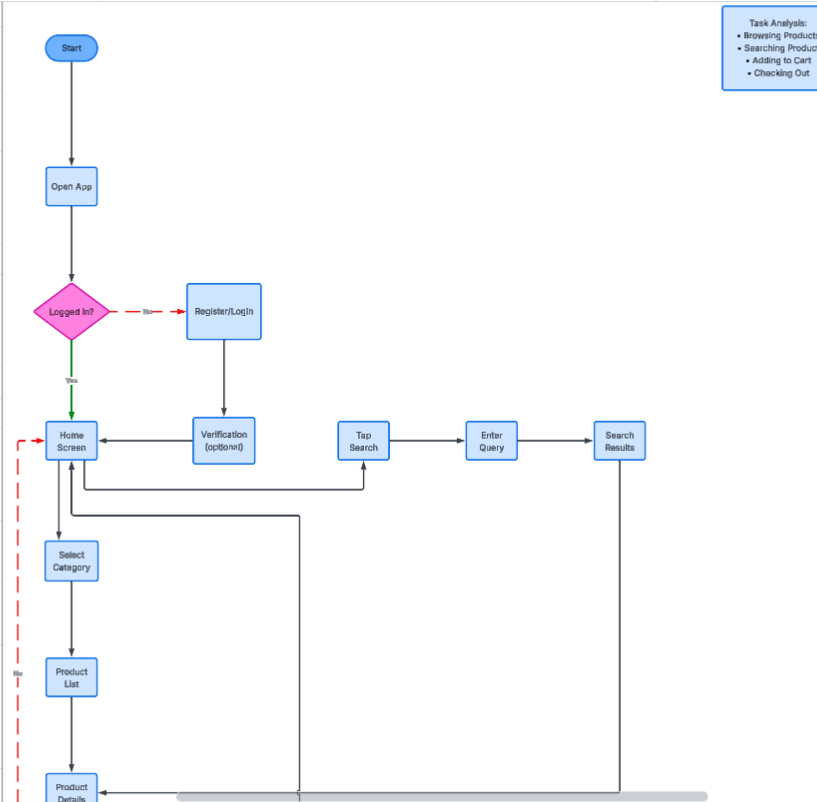 Start
Task Analysis:
• Browsing Products
• Searching Product
• Adding to Cart
• Checking Out
Open App
Logged In?
No
Register/Login
Yes
Home
Screen
Verification
(optional)
Tap
Search
Enter
Query
Search
Results
Select
Category
No
Product
List
Product
Details